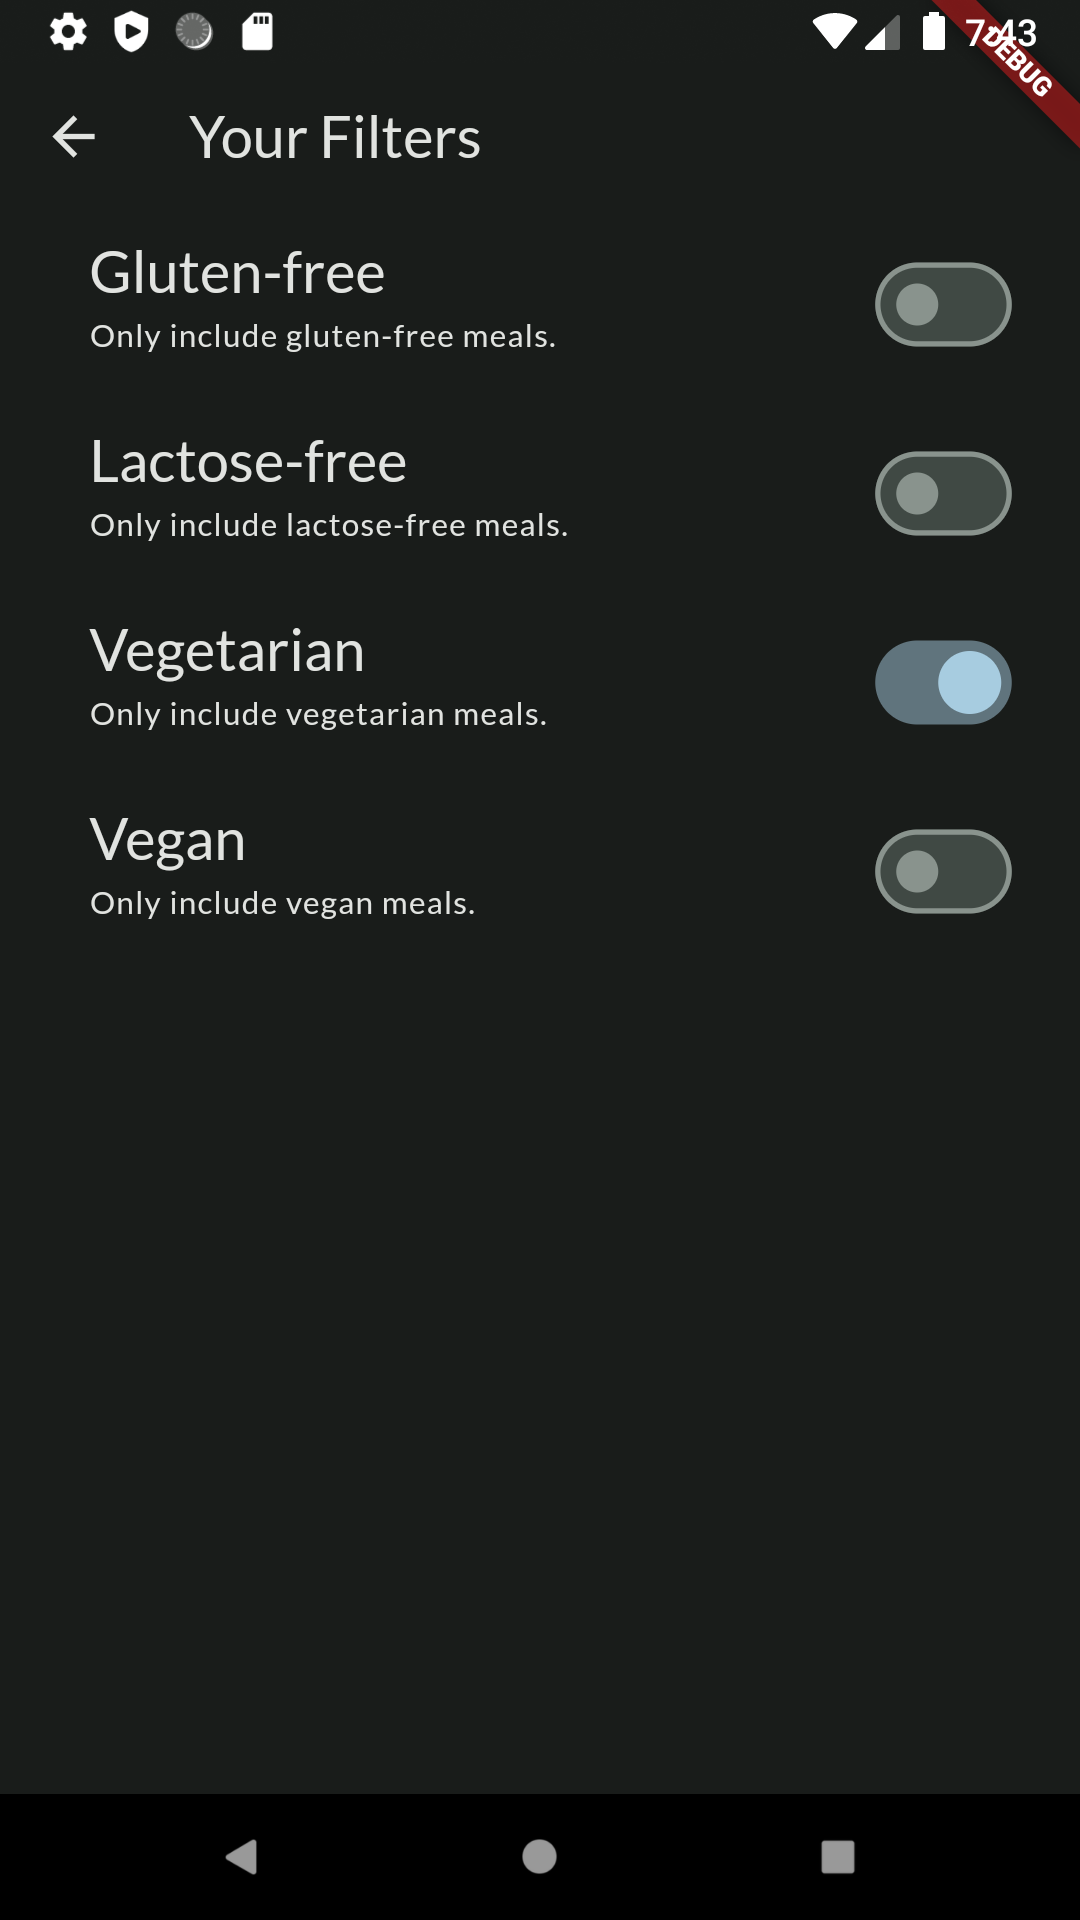 7:43
DEBUG
Your Filters
Gluten-free
Only include gluten-free meals.
Lactose-free
Only include lactose-free meals.
Vegetarian
Only include vegetarian meals.
Vegan
Only include vegan meals.